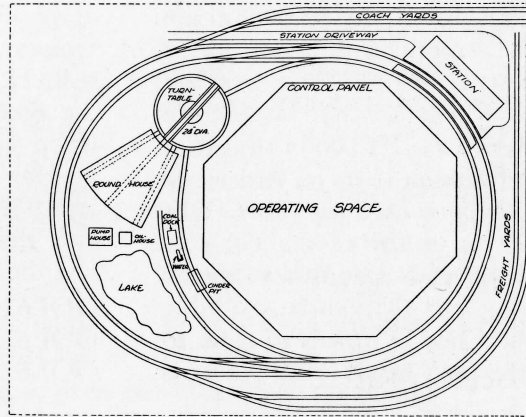 COACH YARDS
STATION DRIVEWAY
STATION
TURN-
TABLE
24" DIA.
CONTROL PANEL
ROUND HOUSE
OPERATING SPACE
COAL
DOCK
PUMP
HOUSE
OIL-
HOUSE
WATER
CINDER
PIT
LAKE
FREIGHT YARDS